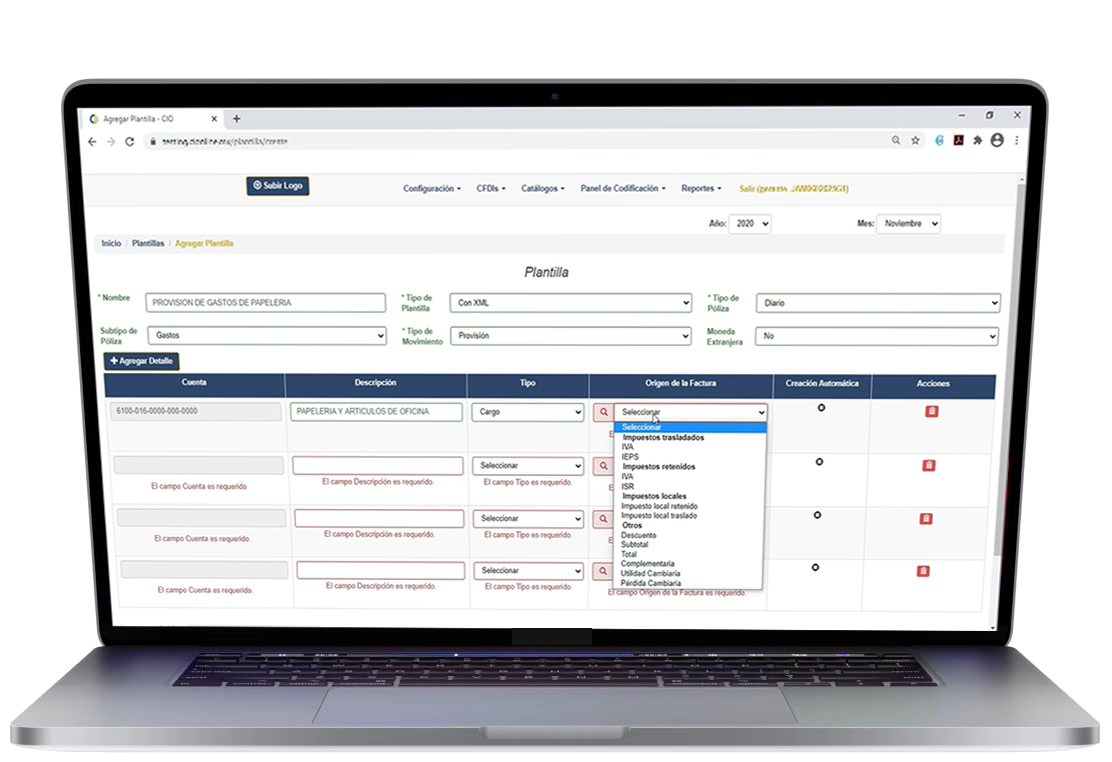 Agregar Plantilla - CIO
Subir Logo
Configuración
CFDIs
Catálogos
Panel de Codificación
Reportes
Salir
Año: 2020
Mes: Noviembre
Inicio / Plantillas / Agregar Plantilla
Plantilla
* Nombre
PROVISION DE GASTOS DE PAPELERIA
* Tipo de
Plantilla
Con XML
* Tipo de
Póliza
Diario
Subtipo de
Póliza
Gastos
* Tipo de
Movimiento
Provisión
Moneda
Extranjera
No
Agregar Detalle
Cuenta Descripción Tipo Origen de la Factura Creación Automática Acciones
6100-016-0000-000-0000 PAPELERIA Y ARTICULOS DE OFICINA Cargo Seleccionar
Seleccionar
Impuestos trasladados
IVA
IEPS
Impuestos retenidos
IVA
ISR
Impuestos locales
Impuesto local retenido
Impuesto local traslado
Otros
Descuento
Subtotal
Total
Complementaria
Utilidad Cambiaria
Pérdida Cambiaria
Seleccionar
El campo Cuenta es requerido. El campo Descripción es requerido. El campo Tipo es requerido.
Seleccionar
El campo Cuenta es requerido. El campo Descripción es requerido. El campo Tipo es requerido.
Seleccionar
El campo Cuenta es requerido. El campo Descripción es requerido. El campo Tipo es requerido. El campo Origen de la Factura es requerido.